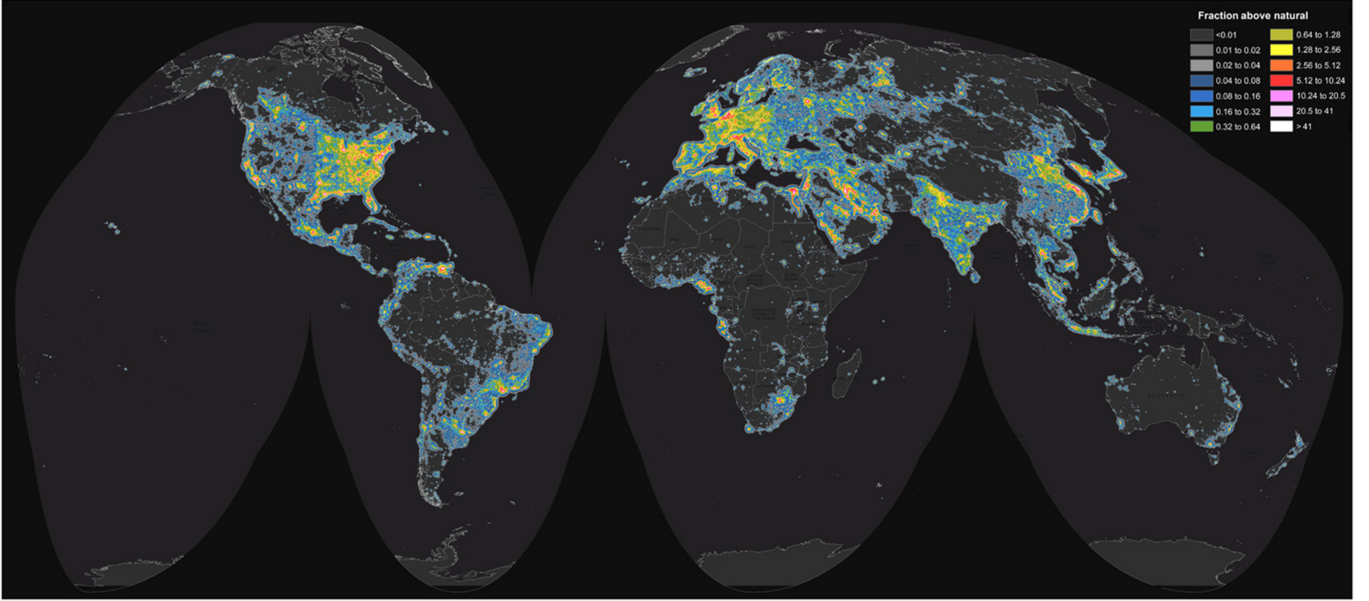 Fraction above natural
<0.01
0.01 to 0.02
0.02 to 0.04
0.04 to 0.08
0.08 to 0.16
0.16 to 0.32
0.32 to 0.64
0.64 to 1.28
1.28 to 2.56
2.56 to 5.12
5.12 to 10.24
10.24 to 20.5
20.5 to 41
>41